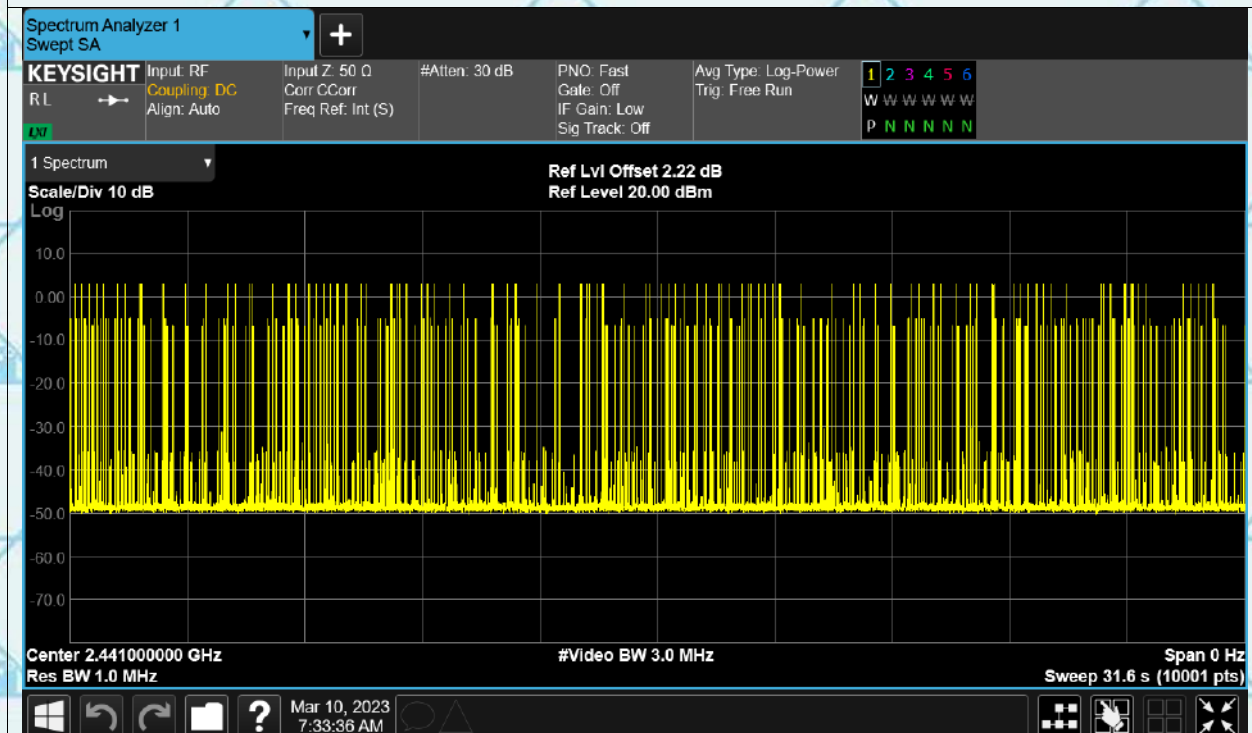 Spectrum Analyzer 1
Swept SA
+
KEYSIGHT
RL
LXI
Input: RF
Coupling: DC
Align: Auto
Input Z: 50 Ω
Corr CCorr
Freq Ref: Int (S)
#Atten: 30 dB
PNO: Fast
Gate: Off
IF Gain: Low
Sig Track: Off
Avg Type: Log-Power
Trig: Free Run
1 2 3 4 5 6
W W W W W W
P N N N N N
1 Spectrum
Scale/Div 10 dB
Ref Lvl Offset 2.22 dB
Ref Level 20.00 dBm
Log
10.0
0.00
-10.0
-20.0
-30.0
-40.0
-50.0
-60.0
-70.0
Center 2.441000000 GHz
Res BW 1.0 MHz
#Video BW 3.0 MHz
Span 0 Hz
Sweep 31.6 s (10001 pts)
?
Mar 10, 2023
7:33:36 AM